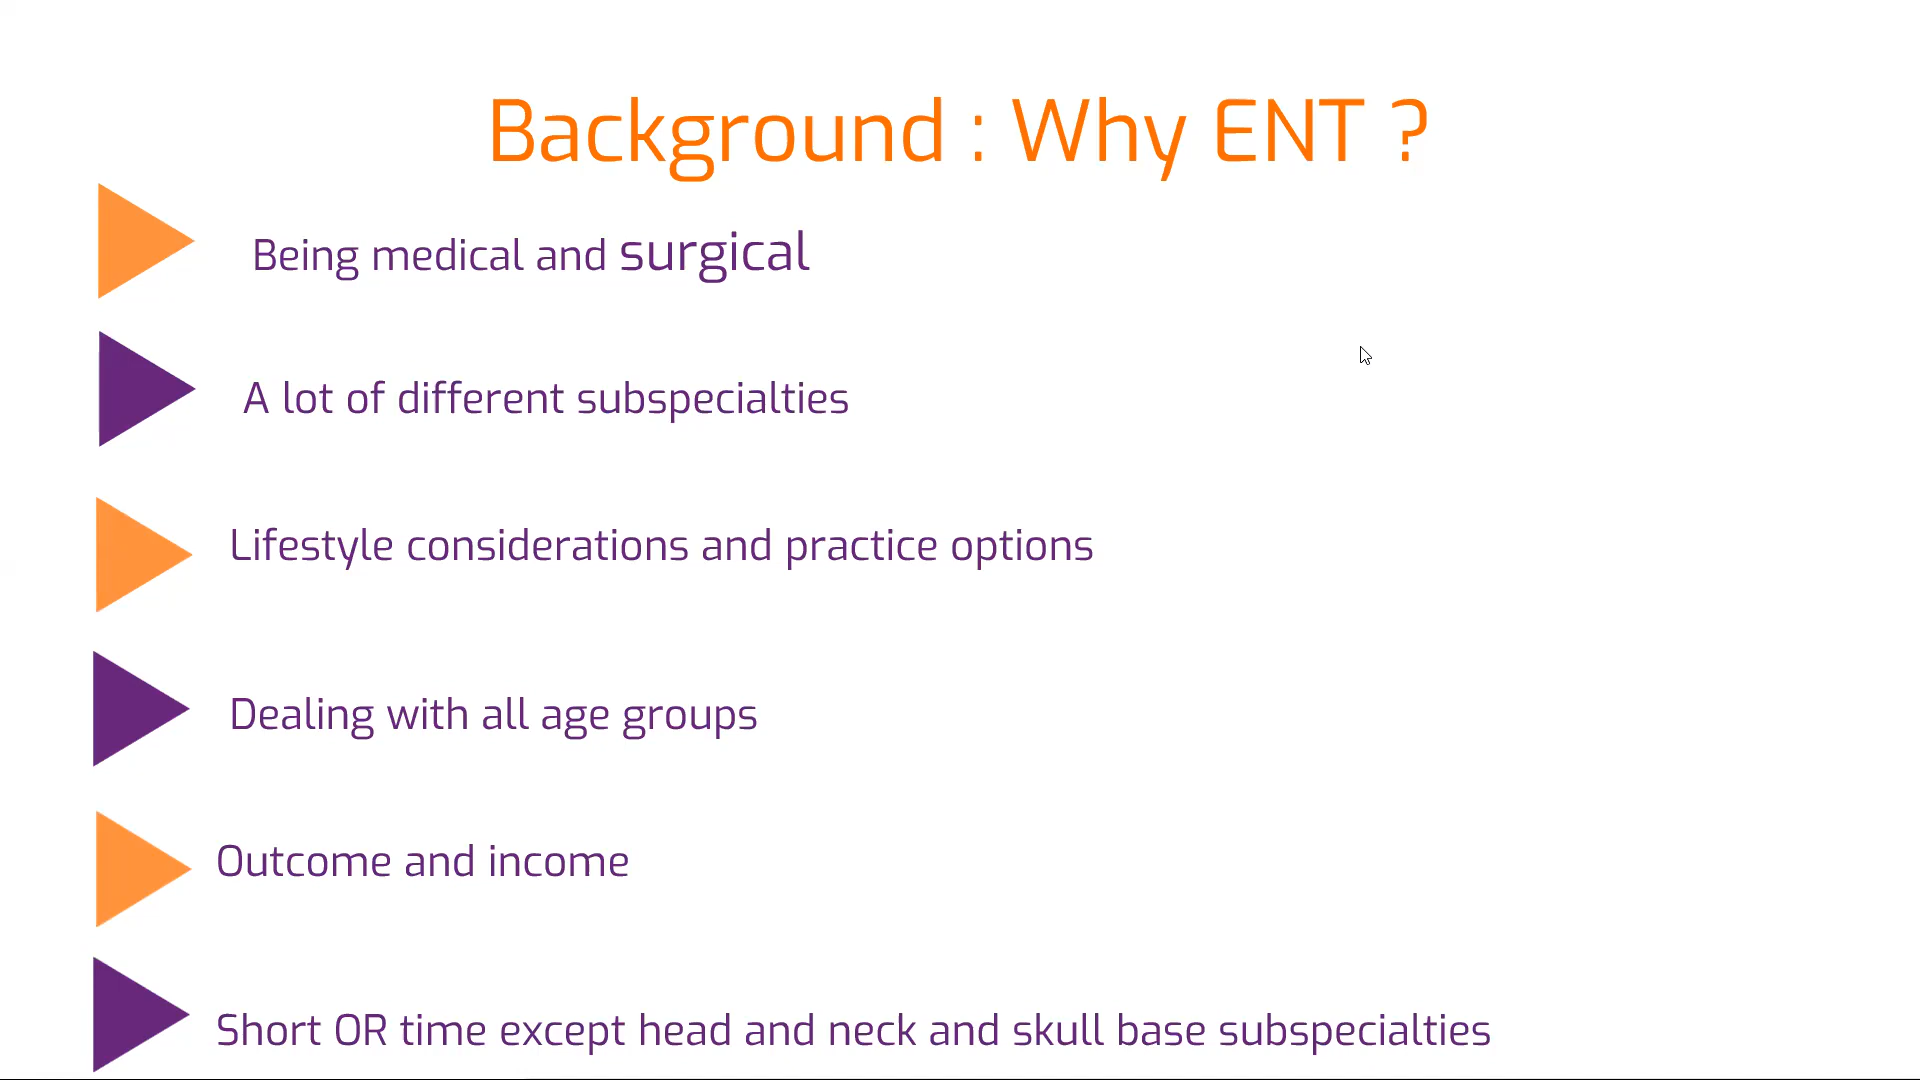 Background : Why ENT ?
Being medical and surgical
A lot of different subspecialties
Lifestyle considerations and practice options
Dealing with all age groups
Outcome and income
Short OR time except head and neck and skull base subspecialties